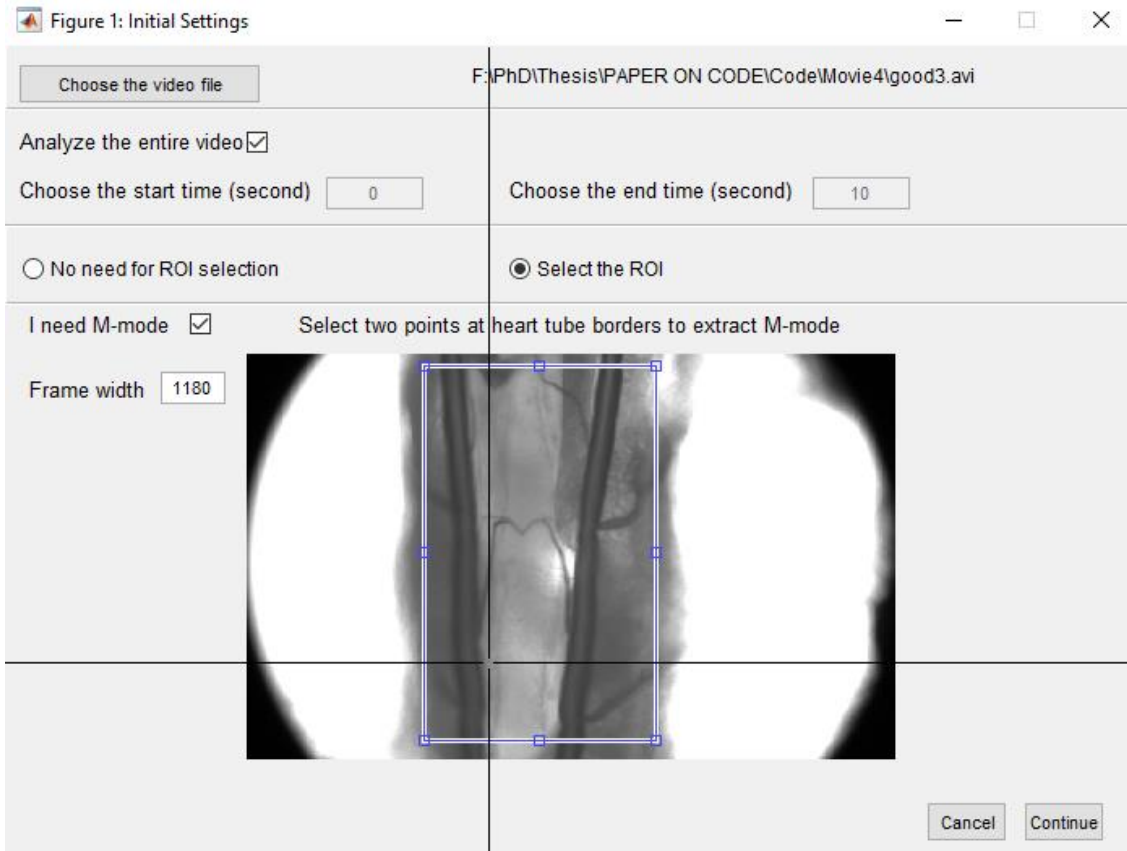 Figure 1: Initial Settings
Choose the video file
F:\PhD\Thesis\PAPER ON CODE\Code\Movie4\good3.avi
Analyze the entire video
Choose the start time (second) 0 Choose the end time (second) 10
No need for ROI selection Select the ROI
I need M-mode Select two points at heart tube borders to extract M-mode
Frame width 1180
Cancel Continue